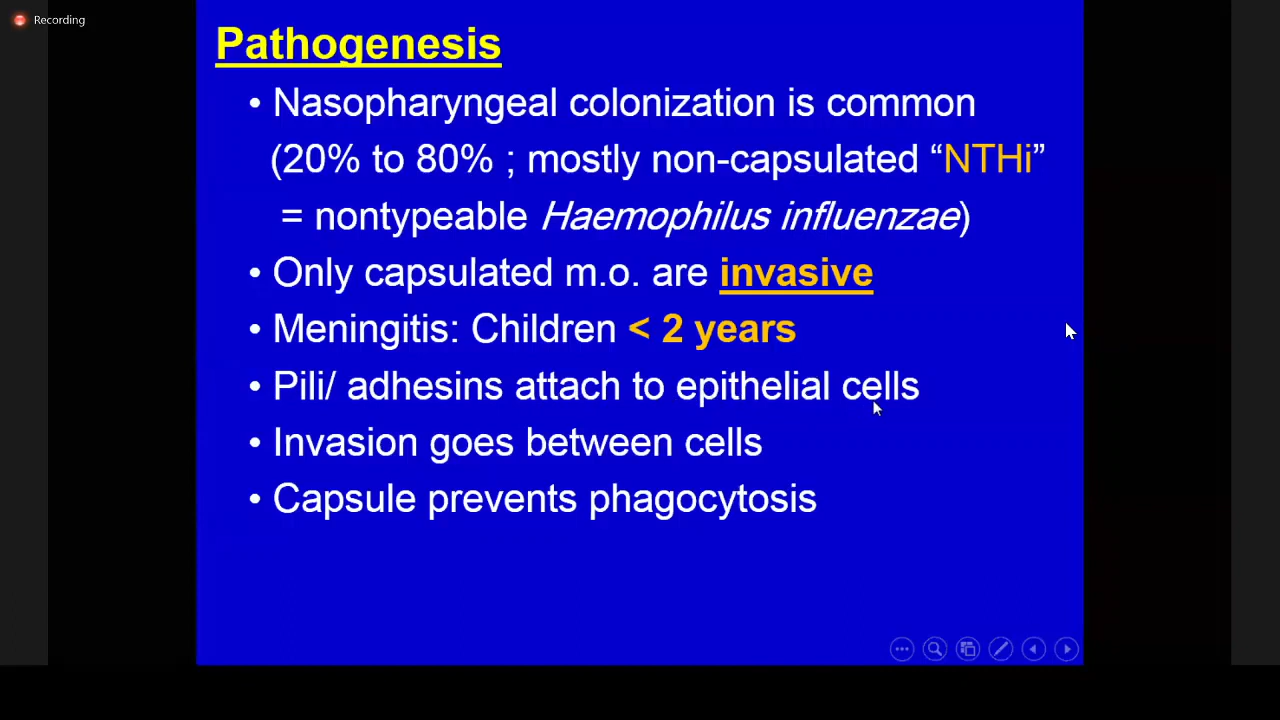 Recording
Pathogenesis
• Nasopharyngeal colonization is common
(20% to 80% ; mostly non-capsulated “NTHi”
= nontypeable Haemophilus influenzae)
• Only capsulated m.o. are invasive
• Meningitis: Children < 2 years
• Pili/ adhesins attach to epithelial cells
• Invasion goes between cells
• Capsule prevents phagocytosis